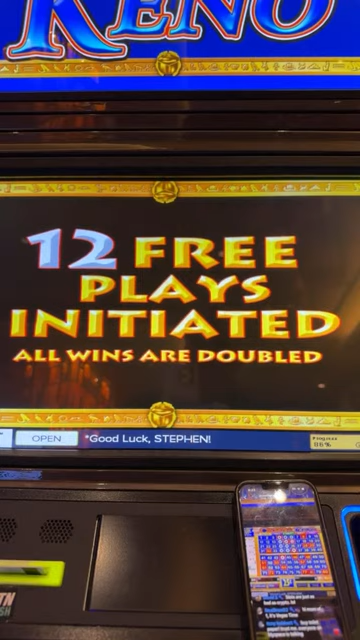 KENO
12 FREE
PLAYS
INITIATED
ALL WINS ARE DOUBLED
OPEN
*Good Luck, STEPHEN!